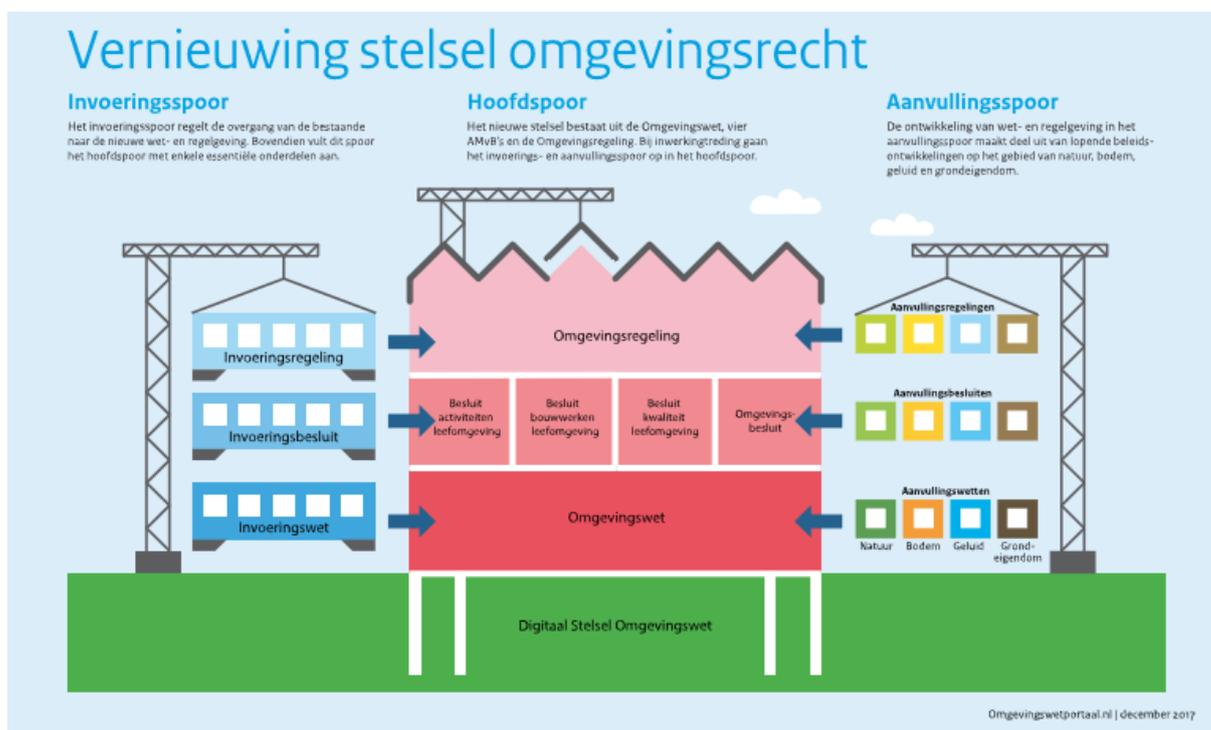 Vernieuwing stelsel omgevingsrecht
Invoeringsspoor
Het invoeringsspoor regelt de overgang van de bestaande
naar de nieuwe wet- en regelgeving. Bovendien vult dit spoor
het hoofdspoor met enkele essentiële onderdelen aan.
Hoofdspoor
Het nieuwe stelsel bestaat uit de Omgevingswet, vier
AMvB's en de Omgevingsregeling. Bij inwerkingtreding gaan
het invoerings- en aanvullingsspoor op in het hoofdspoor.
Aanvullingsspoor
De ontwikkeling van wet- en regelgeving in het
aanvullingsspoor maakt deel uit van lopende beleids-
ontwikkelingen op het gebied van natuur, bodem,
geluid en grondeigendom.
Invoeringsregeling
Invoeringsbesluit
Invoeringswet
Omgevingsregeling
Besluit
activiteiten
leefomgeving
Besluit
bouwwerken
leefomgeving
Besluit
kwaliteit
leefomgeving
Omgevings-
besluit
Omgevingswet
Digitaal Stelsel Omgevingswet
Aanvullingsregelingen
Aanvullingsbesluiten
Aanvullingswetten
Natuur
Bodem
Geluid
Grond-
eigendom
Omgevingswetportaal.nl | december 2017